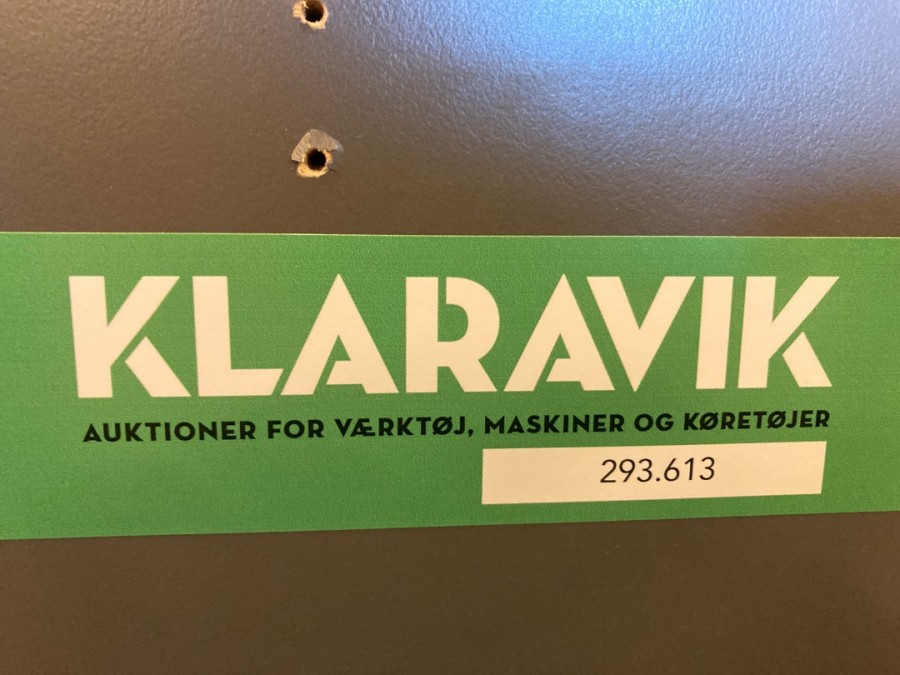 KLARAVIK
AUKTIONER FOR VÆRKTØJ, MASKINER OG KØRETØJER
293.613